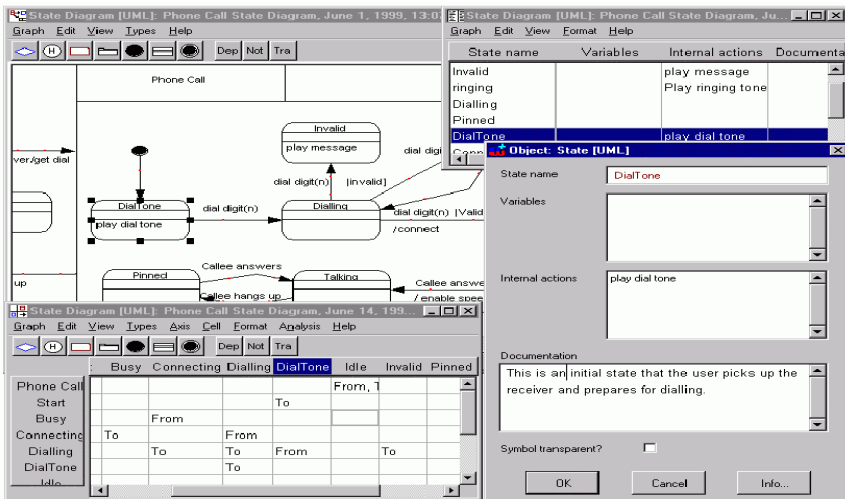 State Diagram [UML]: Phone Call State Diagram, June 1, 1999, 13:0
Graph Edit View Types Help
H Dep Not Tra
Phone Call
Invalid
play message
dial digi
ver/get dial
dial digit(n) [invalid]
DialTone
play dial tone
dial digit(n)
Dialling
dial digit(n) [Valid
/connect
up
Pinned
Callee answers
Callee hangs up
Talking
Callee answe
/ enable spee
State Diagram [UML]: Phone Call State Diagram, Ju...
Graph Edit View Format Help
State name Variables Internal actions Documenta
Invalid play message
ringing Play ringing tone
Dialling
Pinned
DialTone play dial tone
Object: State [UML]
State name DialTone
Variables
Internal actions play dial tone
Documentation
This is an initial state that the user picks up the
receiver and prepares for dialling.
Symbol transparent?
OK Cancel Info...
State Diagram [UML]: Phone Call State Diagram, June 14, 199...
Graph Edit View Types Axis Cell Format Analysis Help
H Dep Not Tra
: Busy Connecting Dialling DialTone Idle Invalid Pinned
Phone Call From, T
Start To
Busy From
Connecting To From
Dialling To To From To
DialTone To
Idle